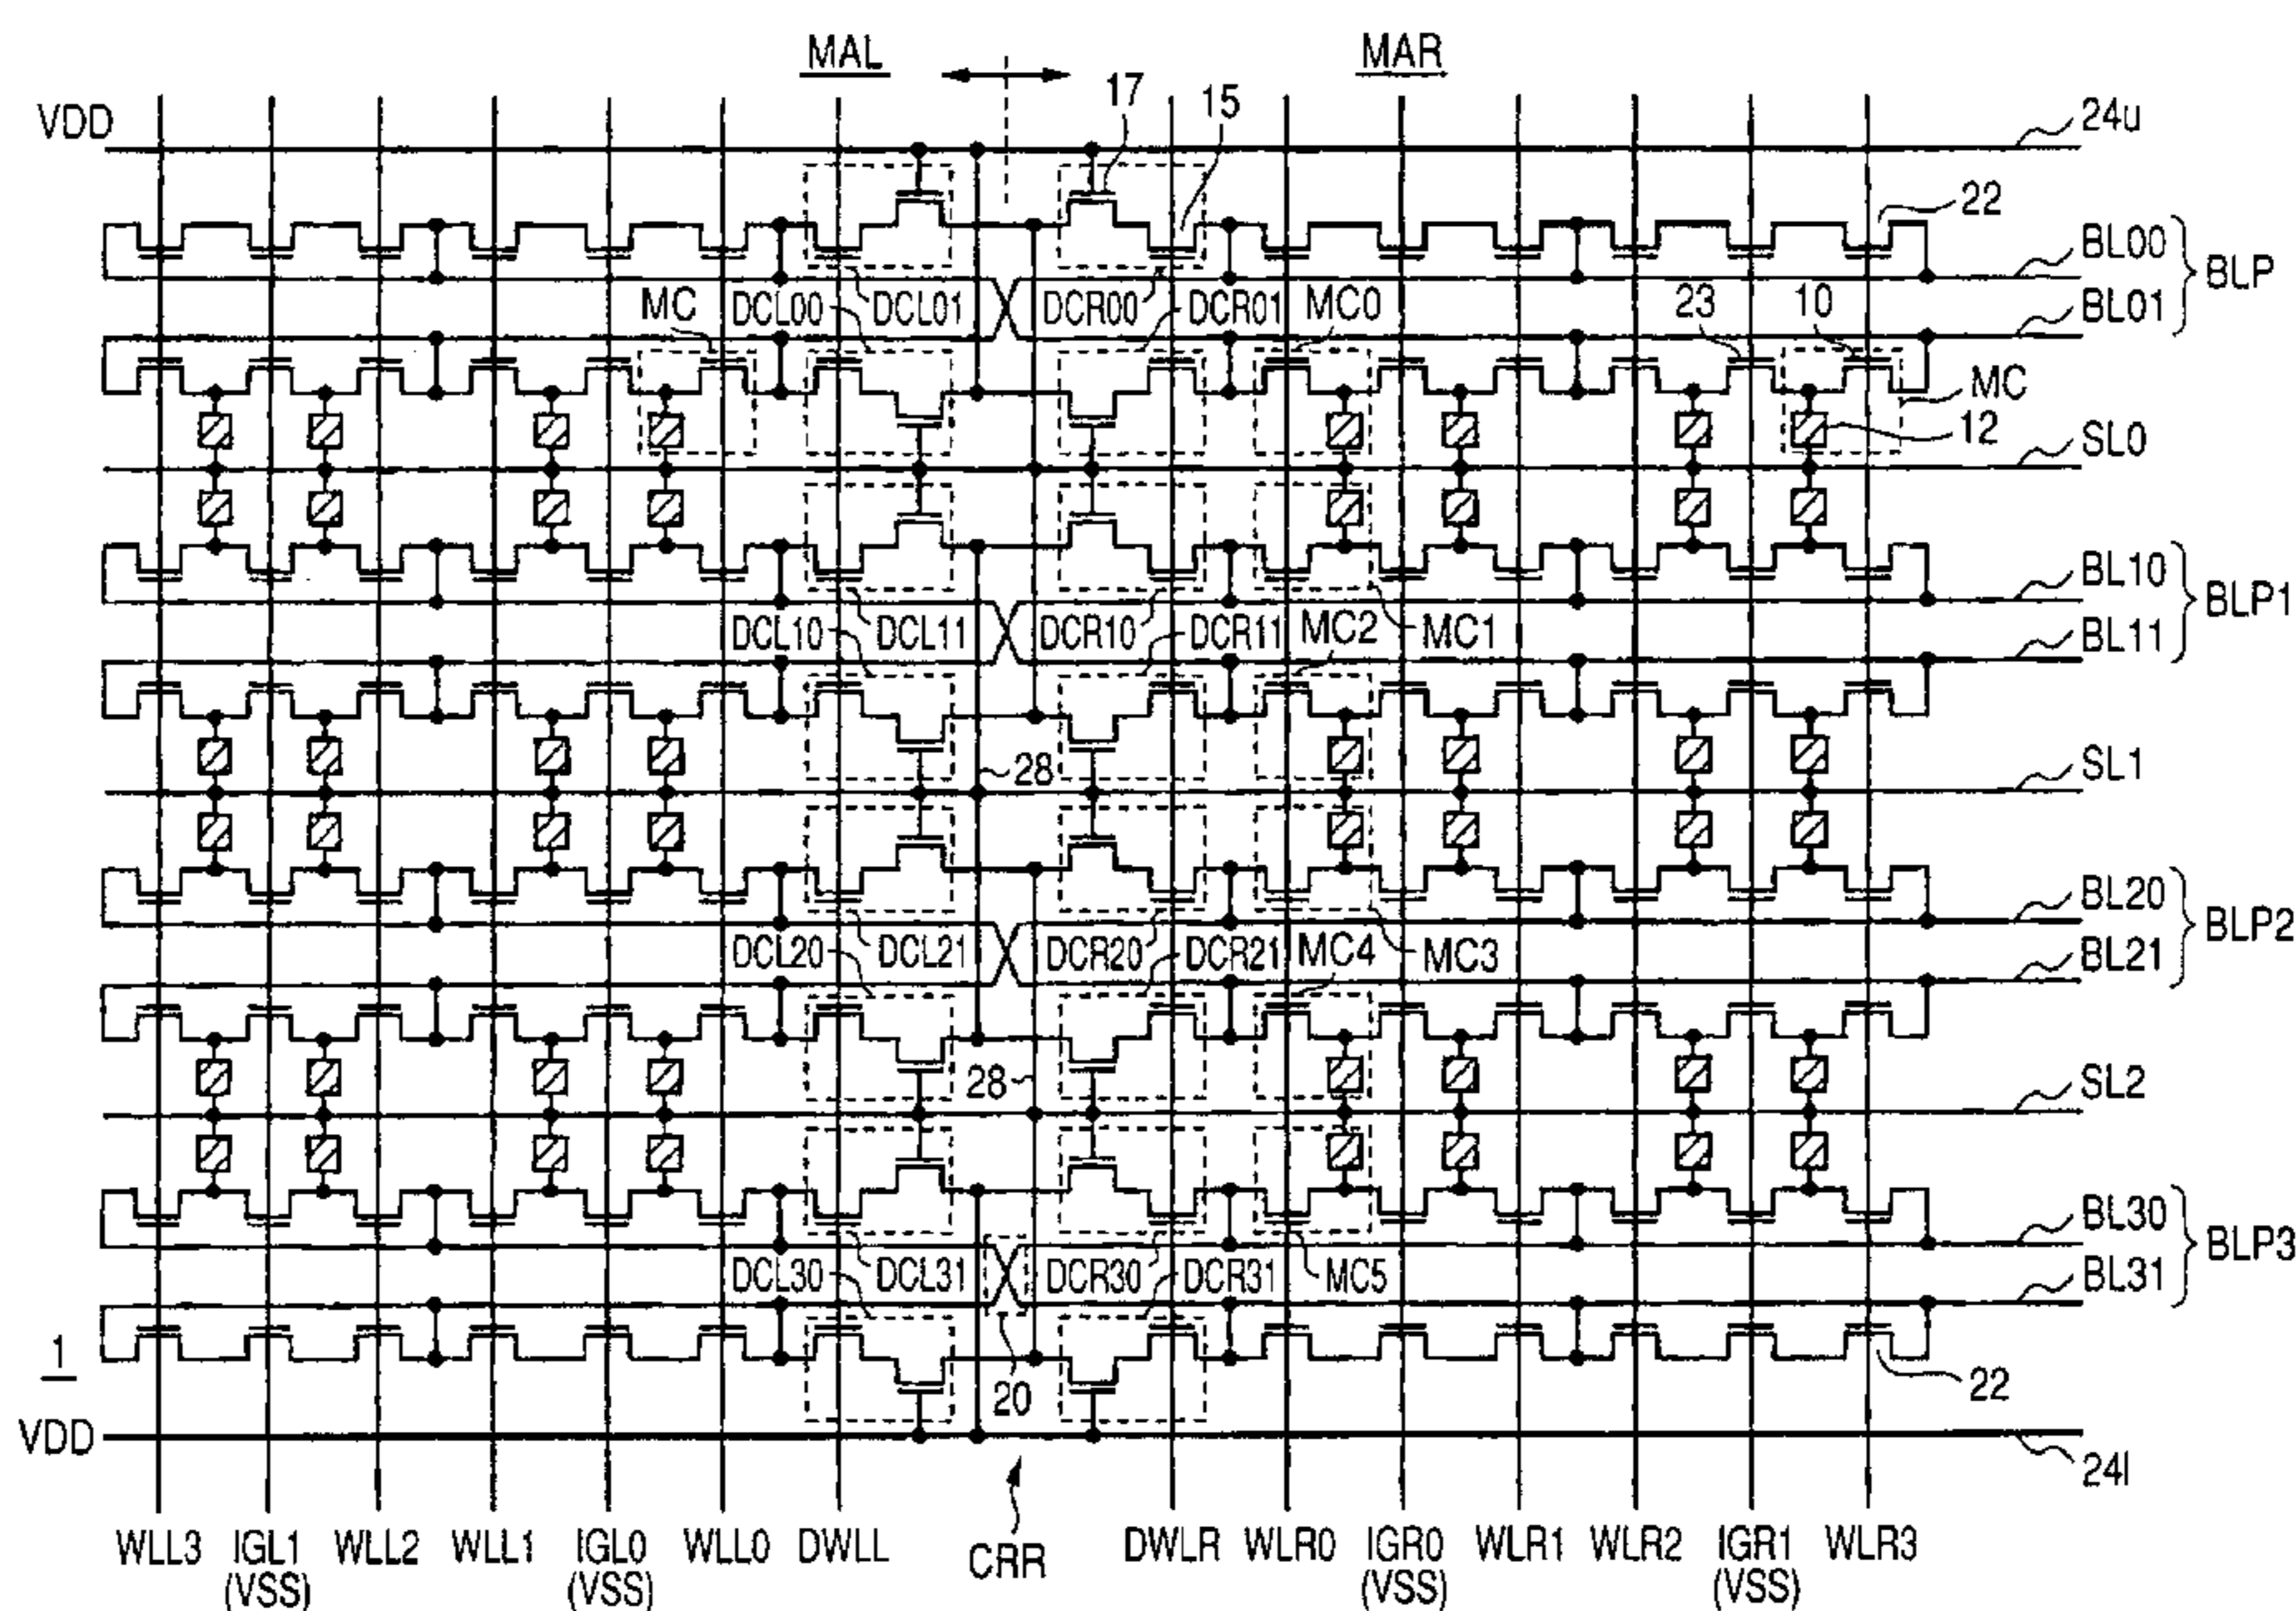 MAL MAR
17 15
VDD 24u
22
BL00
BLP
MC DCL00 DCL01 DCR00 DCR01 MC0 23 10 BL01
MC
12
SL0
BL10
BLP1
DCL10 DCL11 DCR10 DCR11 MC2 MC1 BL11
28 SL1
BL20
BLP2
DCL20 DCL21 DCR20 DCR21 MC4 MC3 BL21
28 SL2
BL30
BLP3
DCL30 DCL31 DCR30 DCR31 MC5 BL31
1
20 22
VDD
24l
WLL3 IGL1 WLL2 WLL1 IGL0 WLL0 DWLL CRR DWLR WLR0 IGR0 WLR1 WLR2 IGR1 WLR3
(VSS) (VSS) (VSS) (VSS)